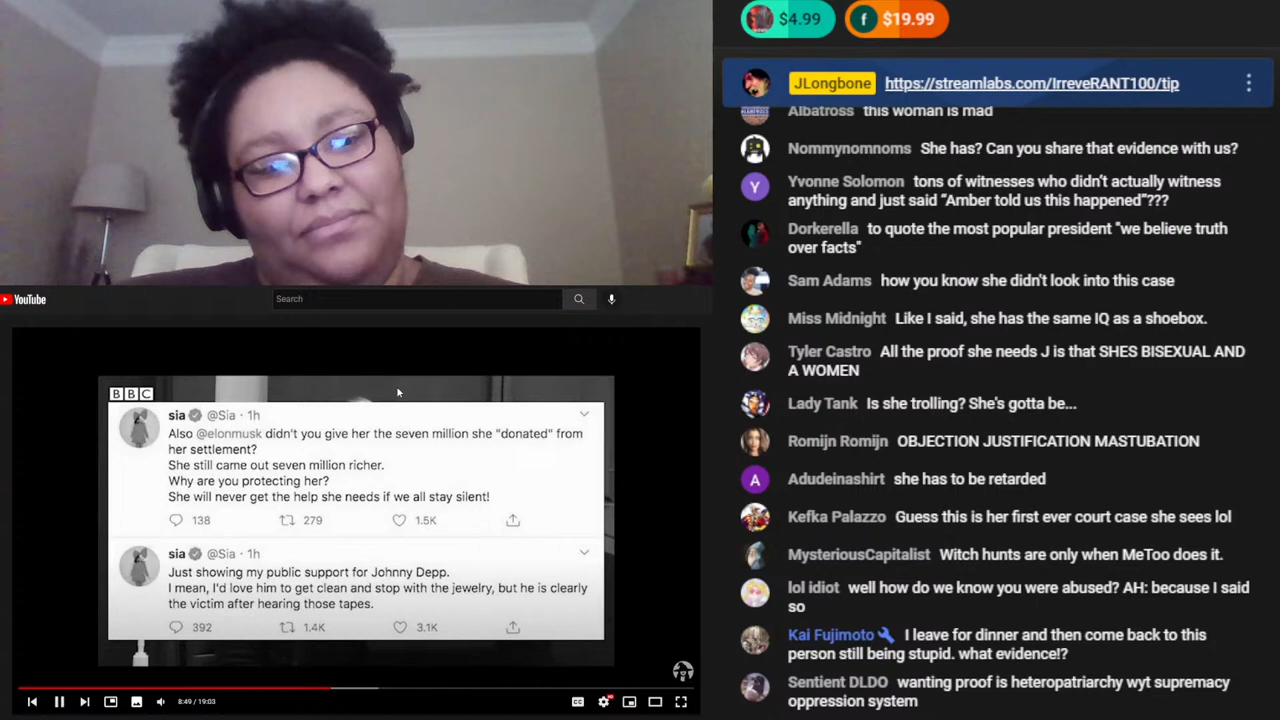 $4.99
f $19.99
JLongbone https://streamlabs.com/IrreveRANT100/tip
Albatross this woman is mad
Nommynomnoms She has? Can you share that evidence with us?
Y Yvonne Solomon tons of witnesses who didn't actually witness
anything and just said “Amber told us this happened”???
Dorkerella to quote the most popular president "we believe truth
over facts"
Sam Adams how you know she didn't look into this case
Miss Midnight Like I said, she has the same IQ as a shoebox.
Tyler Castro All the proof she needs J is that SHES BISEXUAL AND
A WOMEN
Lady Tank Is she trolling? She's gotta be...
Romijn Romijn OBJECTION JUSTIFICATION MASTUBATION
A Adudeinashirt she has to be retarded
Kefka Palazzo Guess this is her first ever court case she sees lol
MysteriousCapitalist Witch hunts are only when MeToo does it.
lol idiot well how do we know you were abused? AH: because I said
so
Kai Fujimoto I leave for dinner and then come back to this
person still being stupid. what evidence!?
Sentient DLDO wanting proof is heteropatriarchy wyt supremacy
oppression system
YouTube
Search
BBC
sia @Sia · 1h
Also @elonmusk didn't you give her the seven million she "donated" from
her settlement?
She still came out seven million richer.
Why are you protecting her?
She will never get the help she needs if we all stay silent!
138 279 1.5K
sia @Sia · 1h
Just showing my public support for Johnny Depp.
I mean, I'd love him to get clean and stop with the jewelry, but he is clearly
the victim after hearing those tapes.
392 1.4K 3.1K
8:49 / 19:03
CC